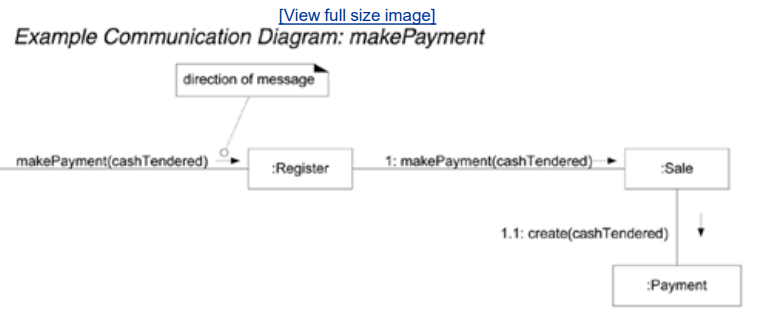 [View full size image]
Example Communication Diagram: makePayment
direction of message
makePayment(cashTendered)
:Register
1: makePayment(cashTendered)
:Sale
1.1: create(cashTendered)
:Payment